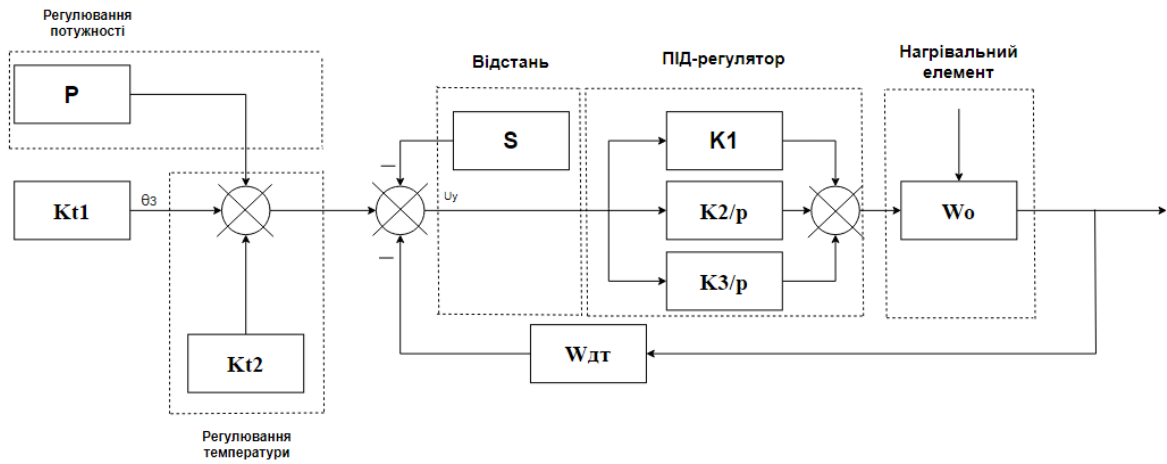 Регулювання
потужності
P
Відстань
ПІД-регулятор
Нагрівальний
елемент
S
K1
Kt1
θз
Uy
K2/p
Wo
K3/p
Kt2
Wдт
Регулювання
температури